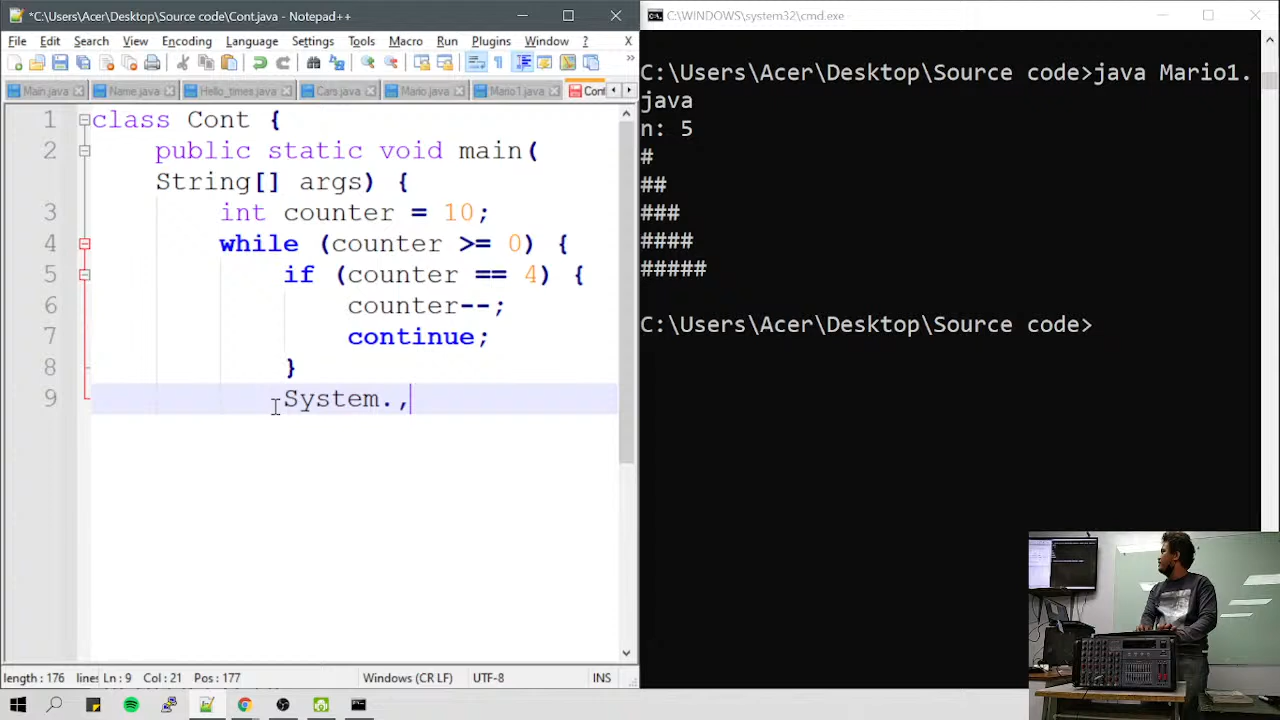 *C:\Users\Acer\Desktop\Source code\Cont.java - Notepad++
File Edit Search View Encoding Language Settings Tools Macro Run Plugins Window ? X
Main.java Name.java Hello_times.java Cars.java Mario.java Mario1.java Cont
1 class Cont {
2 public static void main(
String[] args) {
3 int counter = 10;
4 while (counter >= 0) {
5 if (counter == 4) {
6 counter--;
7 continue;
8 }
9 System.,
length : 176 lines Ln : 9 Col : 21 Pos : 177 Windows (CR LF) UTF-8 INS
C:\WINDOWS\system32\cmd.exe
C:\Users\Acer\Desktop\Source code>java Mario1.
java
n: 5
#
##
###
####
#####
C:\Users\Acer\Desktop\Source code>